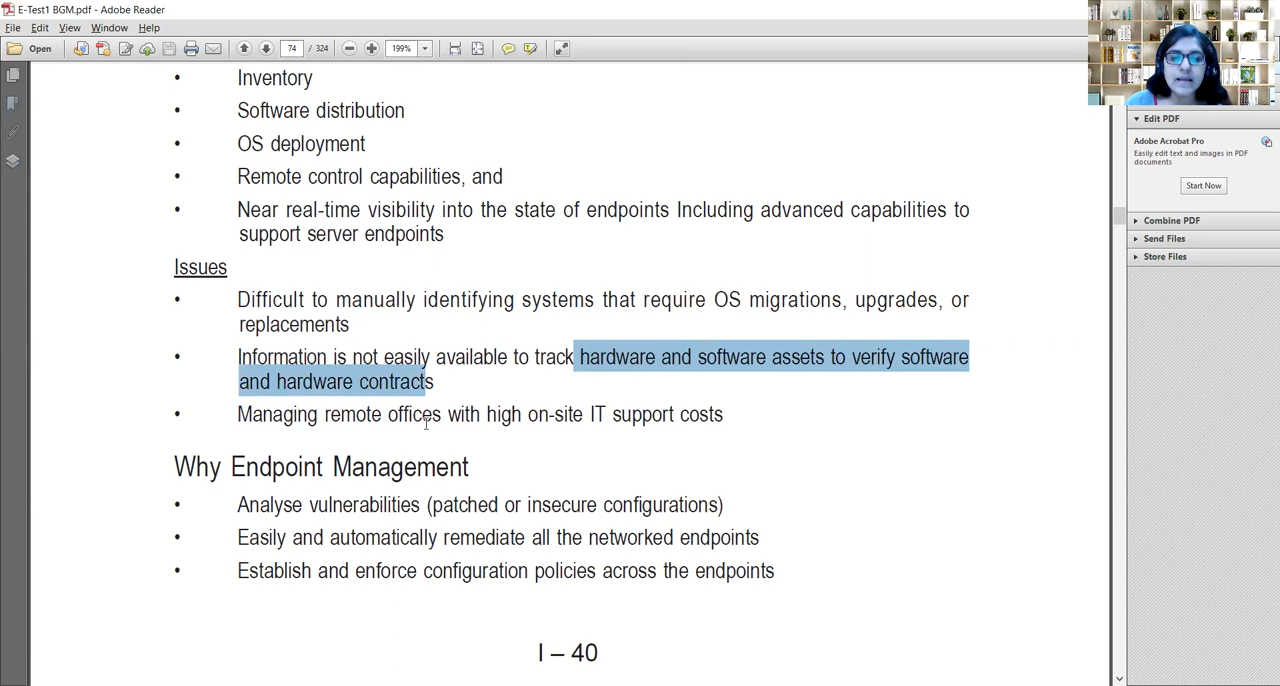 E-Test1 BGM.pdf - Adobe Reader
File Edit View Window Help
Open 74 / 324 199%
• Inventory
• Software distribution
• OS deployment
• Remote control capabilities, and
• Near real-time visibility into the state of endpoints Including advanced capabilities to
support server endpoints
Issues
• Difficult to manually identifying systems that require OS migrations, upgrades, or
replacements
• Information is not easily available to track hardware and software assets to verify software
and hardware contracts
• Managing remote offices with high on-site IT support costs
Why Endpoint Management
• Analyse vulnerabilities (patched or insecure configurations)
• Easily and automatically remediate all the networked endpoints
• Establish and enforce configuration policies across the endpoints
I – 40
Edit PDF
Adobe Acrobat Pro
Easily edit text and images in PDF
documents
Start Now
Combine PDF
Send Files
Store Files